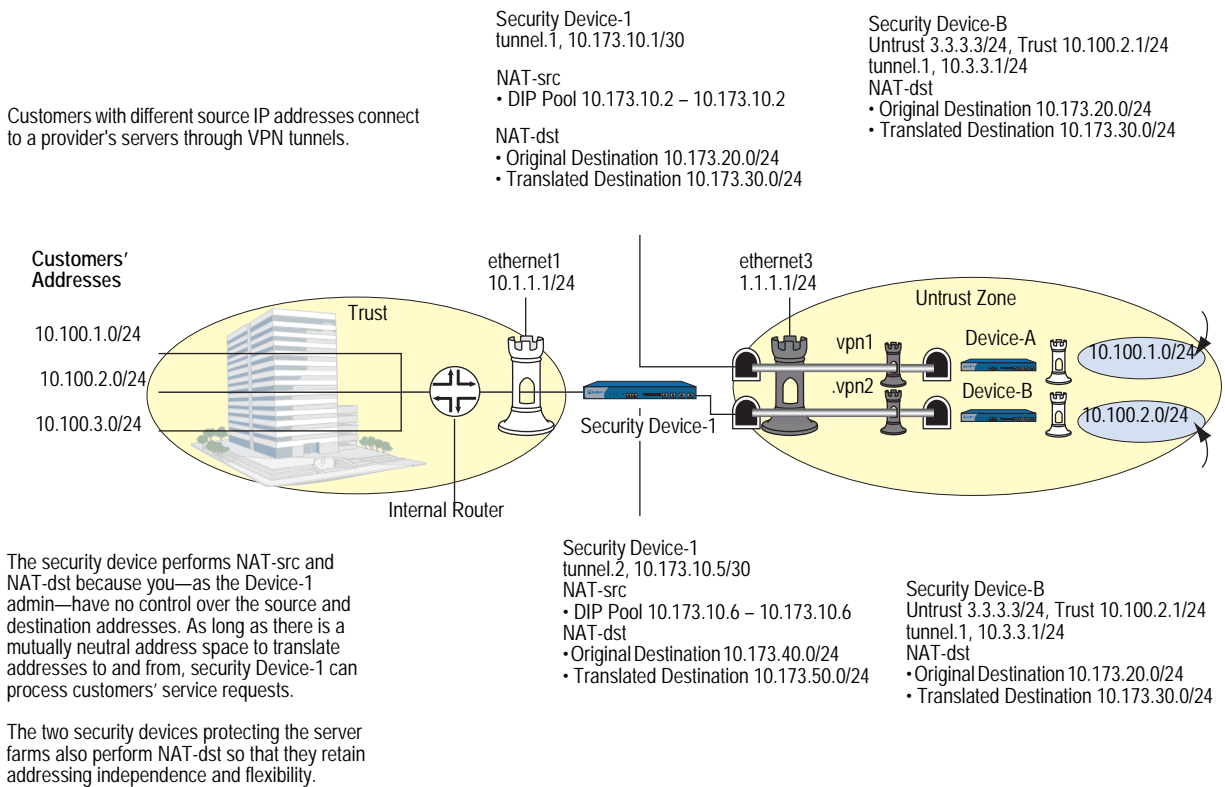 Security Device-1
tunnel.1, 10.173.10.1/30
NAT-src
• DIP Pool 10.173.10.2 – 10.173.10.2
NAT-dst
• Original Destination 10.173.20.0/24
• Translated Destination 10.173.30.0/24
Security Device-B
Untrust 3.3.3.3/24, Trust 10.100.2.1/24
tunnel.1, 10.3.3.1/24
NAT-dst
• Original Destination 10.173.20.0/24
• Translated Destination 10.173.30.0/24
Customers with different source IP addresses connect
to a provider's servers through VPN tunnels.
Customers'
Addresses
10.100.1.0/24
10.100.2.0/24
10.100.3.0/24
Trust
Internal Router
ethernet1
10.1.1.1/24
Security Device-1
ethernet3
1.1.1.1/24
Untrust Zone
vpn1
Device-A
10.100.1.0/24
.vpn2
Device-B
10.100.2.0/24
The security device performs NAT-src and
NAT-dst because you—as the Device-1
admin—have no control over the source and
destination addresses. As long as there is a
mutually neutral address space to translate
addresses to and from, security Device-1 can
process customers' service requests.
The two security devices protecting the server
farms also perform NAT-dst so that they retain
addressing independence and flexibility.
Security Device-1
tunnel.2, 10.173.10.5/30
NAT-src
• DIP Pool 10.173.10.6 – 10.173.10.6
NAT-dst
• Original Destination 10.173.40.0/24
• Translated Destination 10.173.50.0/24
Security Device-B
Untrust 3.3.3.3/24, Trust 10.100.2.1/24
tunnel.1, 10.3.3.1/24
NAT-dst
• Original Destination 10.173.20.0/24
• Translated Destination 10.173.30.0/24